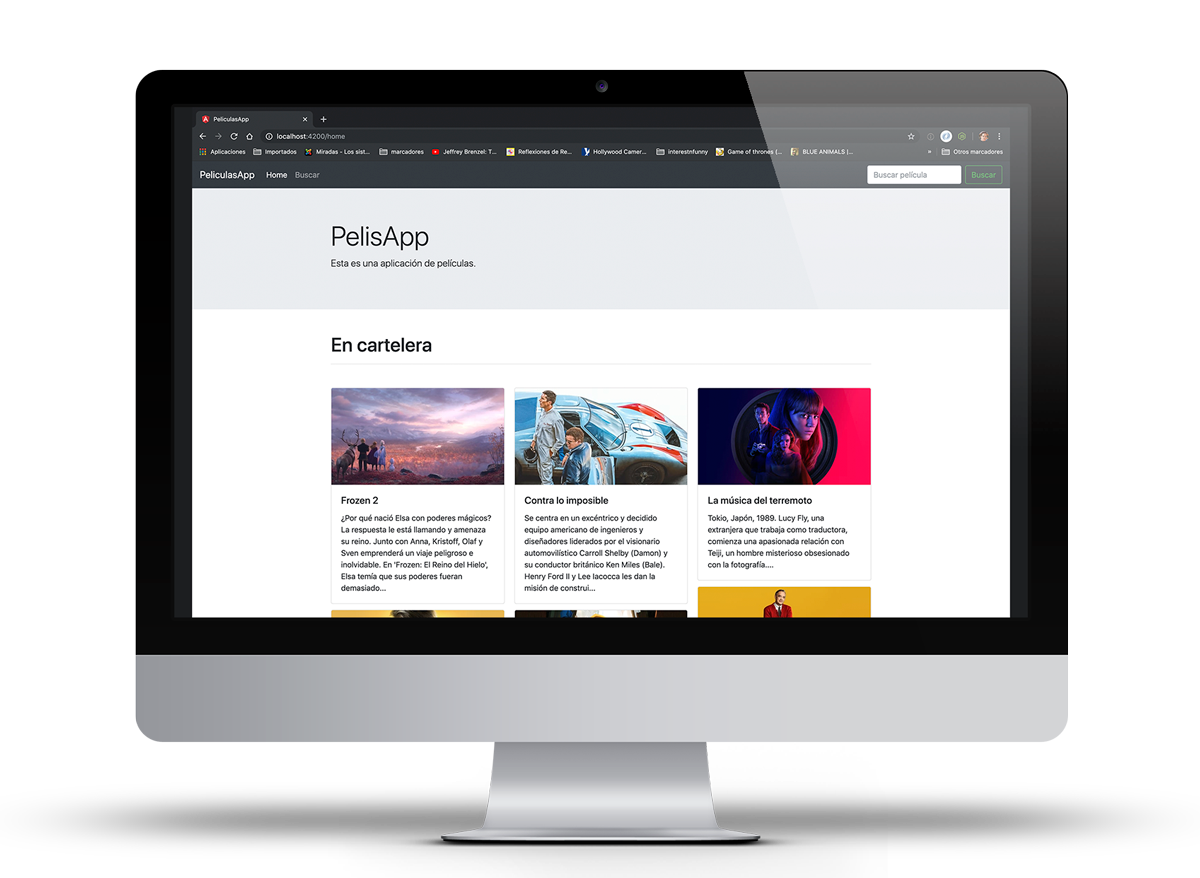 PeliculasApp
localhost:4200/home
Aplicaciones Importados Miradas - Los sist... marcadores Jeffrey Brenzel: T... Reflexiones de Re... Hollywood Camer... interestnfunny Game of thrones (... BLUE ANIMALS |... » Otros marcadores
PeliculasApp Home Buscar Buscar película Buscar
PelisApp
Esta es una aplicación de películas.
En cartelera
Frozen 2
¿Por qué nació Elsa con poderes mágicos?
La respuesta le está llamando y amenaza
su reino. Junto con Anna, Kristoff, Olaf y
Sven emprenderá un viaje peligroso e
inolvidable. En 'Frozen: El Reino del Hielo',
Elsa temía que sus poderes fueran
demasiado...
Contra lo imposible
Se centra en un excéntrico y decidido
equipo americano de ingenieros y
diseñadores liderados por el visionario
automovilístico Carroll Shelby (Damon) y
su conductor británico Ken Miles (Bale).
Henry Ford II y Lee Iacocca les dan la
misión de construi...
La música del terremoto
Tokio, Japón, 1989. Lucy Fly, una
extranjera que trabaja como traductora,
comienza una apasionada relación con
Teiji, un hombre misterioso obsesionado
con la fotografía....